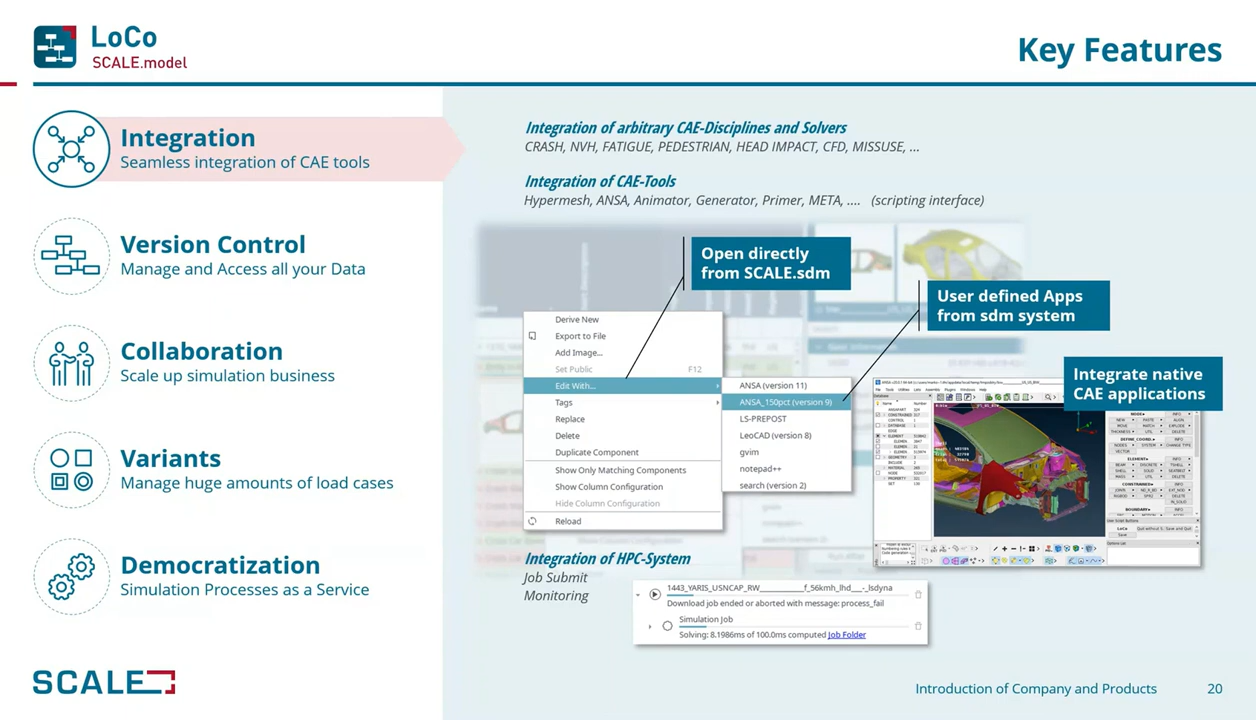 LoCo
SCALE.model
Key Features
Integration
Seamless integration of CAE tools
Version Control
Manage and Access all your Data
Collaboration
Scale up simulation business
Variants
Manage huge amounts of load cases
Democratization
Simulation Processes as a Service
Integration of arbitrary CAE-Disciplines and Solvers
CRASH, NVH, FATIGUE, PEDESTRIAN, HEAD IMPACT, CFD, MISSUSE, ...
Integration of CAE-Tools
Hypermesh, ANSA, Animator, Generator, Primer, META, .... (scripting interface)
Open directly
from SCALE.sdm
User defined Apps
from sdm system
Integrate native
CAE applications
Derive New
Export to File
Add Image...
Set Public F12
Edit With...
Tags
Replace
Delete
Duplicate Component
Show Only Matching Components
Show Column Configuration
Hide Column Configuration
Reload
ANSA (version 11)
ANSA_150pct (version 9)
LS-PREPOST
LeoCAD (version 8)
gvim
notepad++
search (version 2)
Integration of HPC-System
Job Submit
Monitoring
Download job ended or aborted with message: process_fail
Simulation Job
Solving: 8.1986ms of 100.0ms computed Job Folder
SCALE
Introduction of Company and Products
20